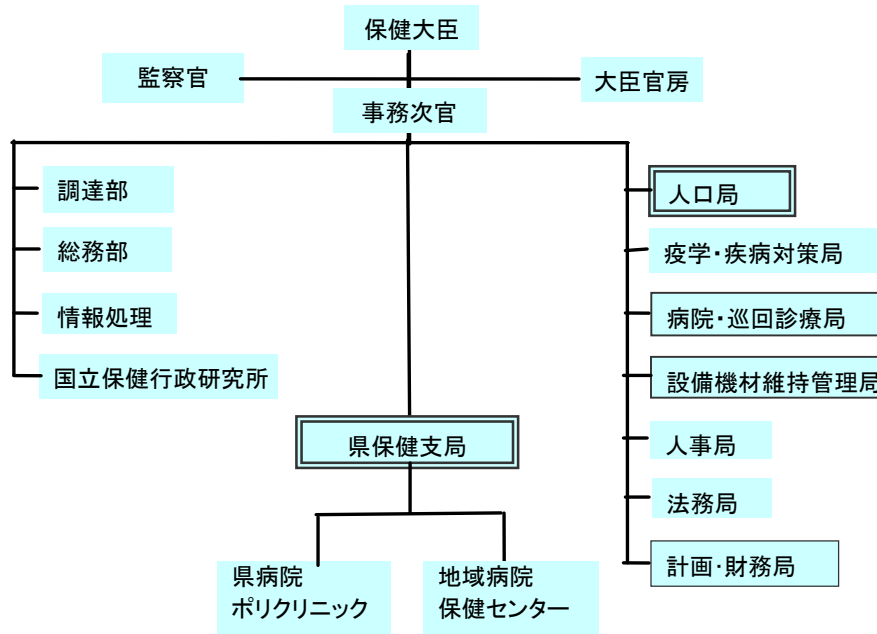 保健大臣
監察官
大臣官房
事務次官
調達部
総務部
情報処理
国立保健行政研究所
人口局
疫学・疾病対策局
病院・巡回診療局
設備機材維持管理局
人事局
法務局
計画・財務局
県保健支局
県病院
ポリクリニック
地域病院
保健センター